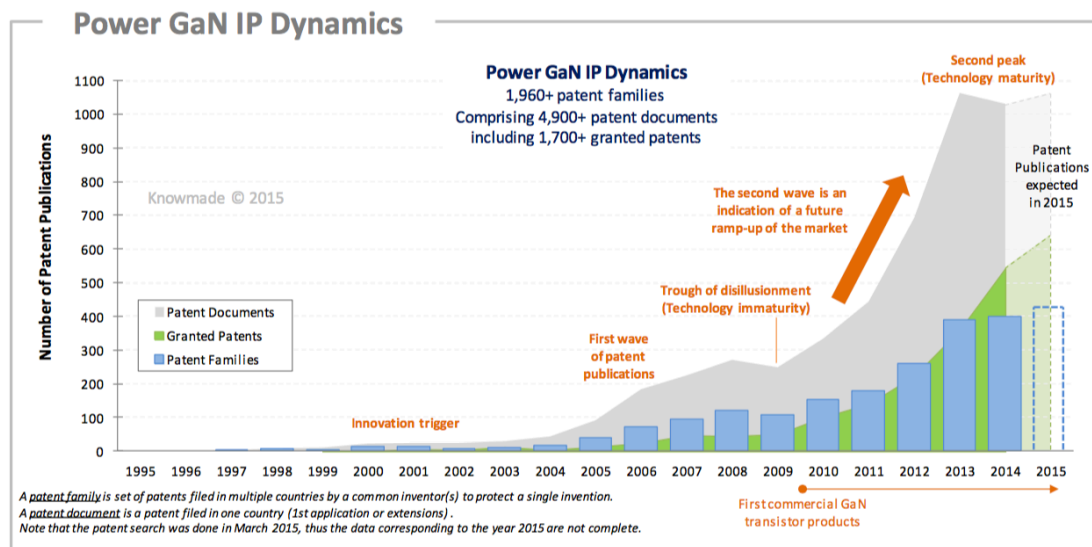 Power GaN IP Dynamics
Power GaN IP Dynamics
1,960+ patent families
Comprising 4,900+ patent documents
including 1,700+ granted patents
Second peak
(Technology maturity)
Number of Patent Publications
1100
1000
900
800
700
600
500
400
300
200
100
0
Knowmade © 2015
Patent
Publications
expected
in 2015
The second wave is an
indication of a future
ramp-up of the market
Trough of disillusionment
(Technology immaturity)
First wave
of patent
publications
Innovation trigger
Patent Documents
Granted Patents
Patent Families
1995 1996 1997 1998 1999 2000 2001 2002 2003 2004 2005 2006 2007 2008 2009 2010 2011 2012 2013 2014 2015
First commercial GaN
transistor products
A patent family is set of patents filed in multiple countries by a common inventor(s) to protect a single invention.
A patent document is a patent filed in one country (1st application or extensions) .
Note that the patent search was done in March 2015, thus the data corresponding to the year 2015 are not complete.